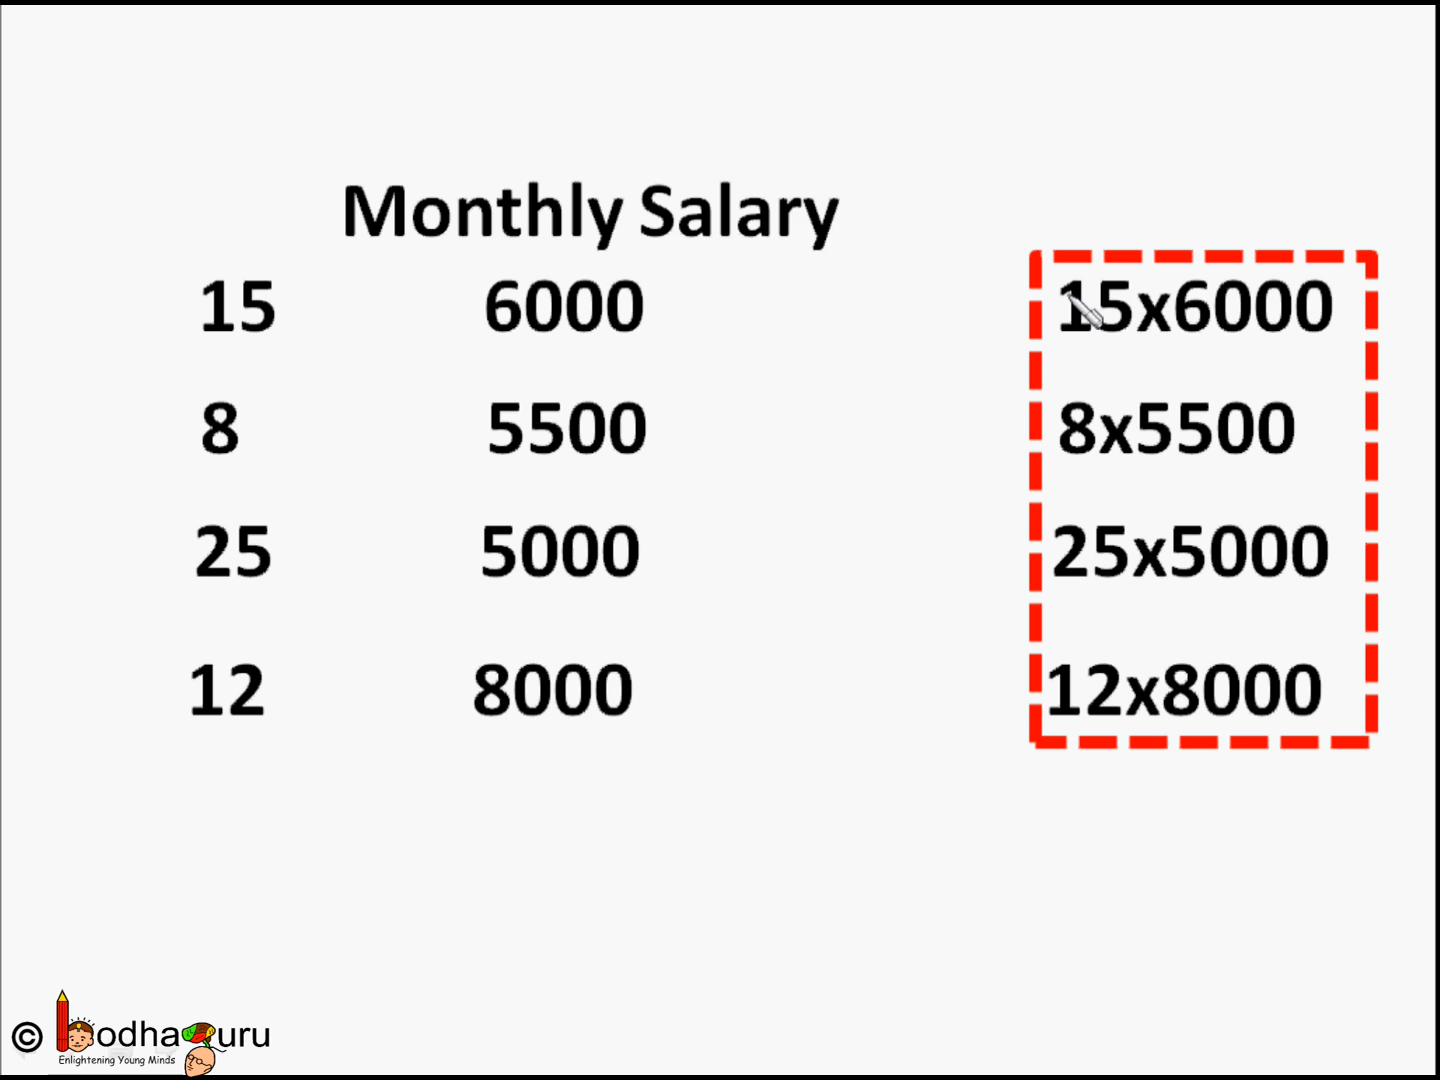 Monthly Salary
15 6000 15x6000
8 5500 8x5500
25 5000 25x5000
12 8000 12x8000
© bodhaguru
Enlightening Young Minds